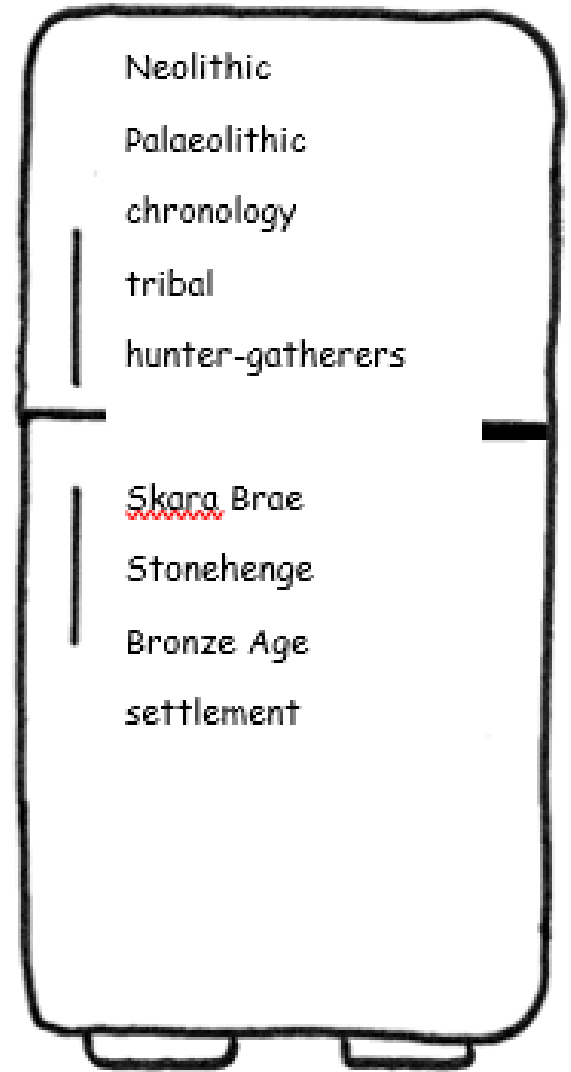 Neolithic
Palaeolithic
chronology
tribal
hunter-gatherers
Skara Brae
Stonehenge
Bronze Age
settlement